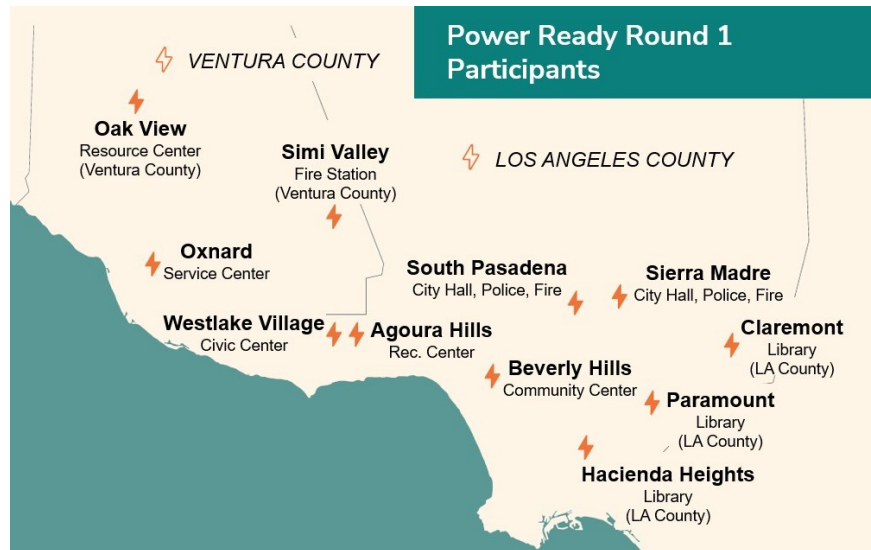 Power Ready Round 1
Participants
VENTURA COUNTY
Oak View
Resource Center
(Ventura County)
Simi Valley
Fire Station
(Ventura County)
LOS ANGELES COUNTY
Oxnard
Service Center
South Pasadena
City Hall, Police, Fire
Sierra Madre
City Hall, Police, Fire
Westlake Village
Civic Center
Agoura Hills
Rec. Center
Claremont
Library
(LA County)
Beverly Hills
Community Center
Paramount
Library
(LA County)
Hacienda Heights
Library
(LA County)